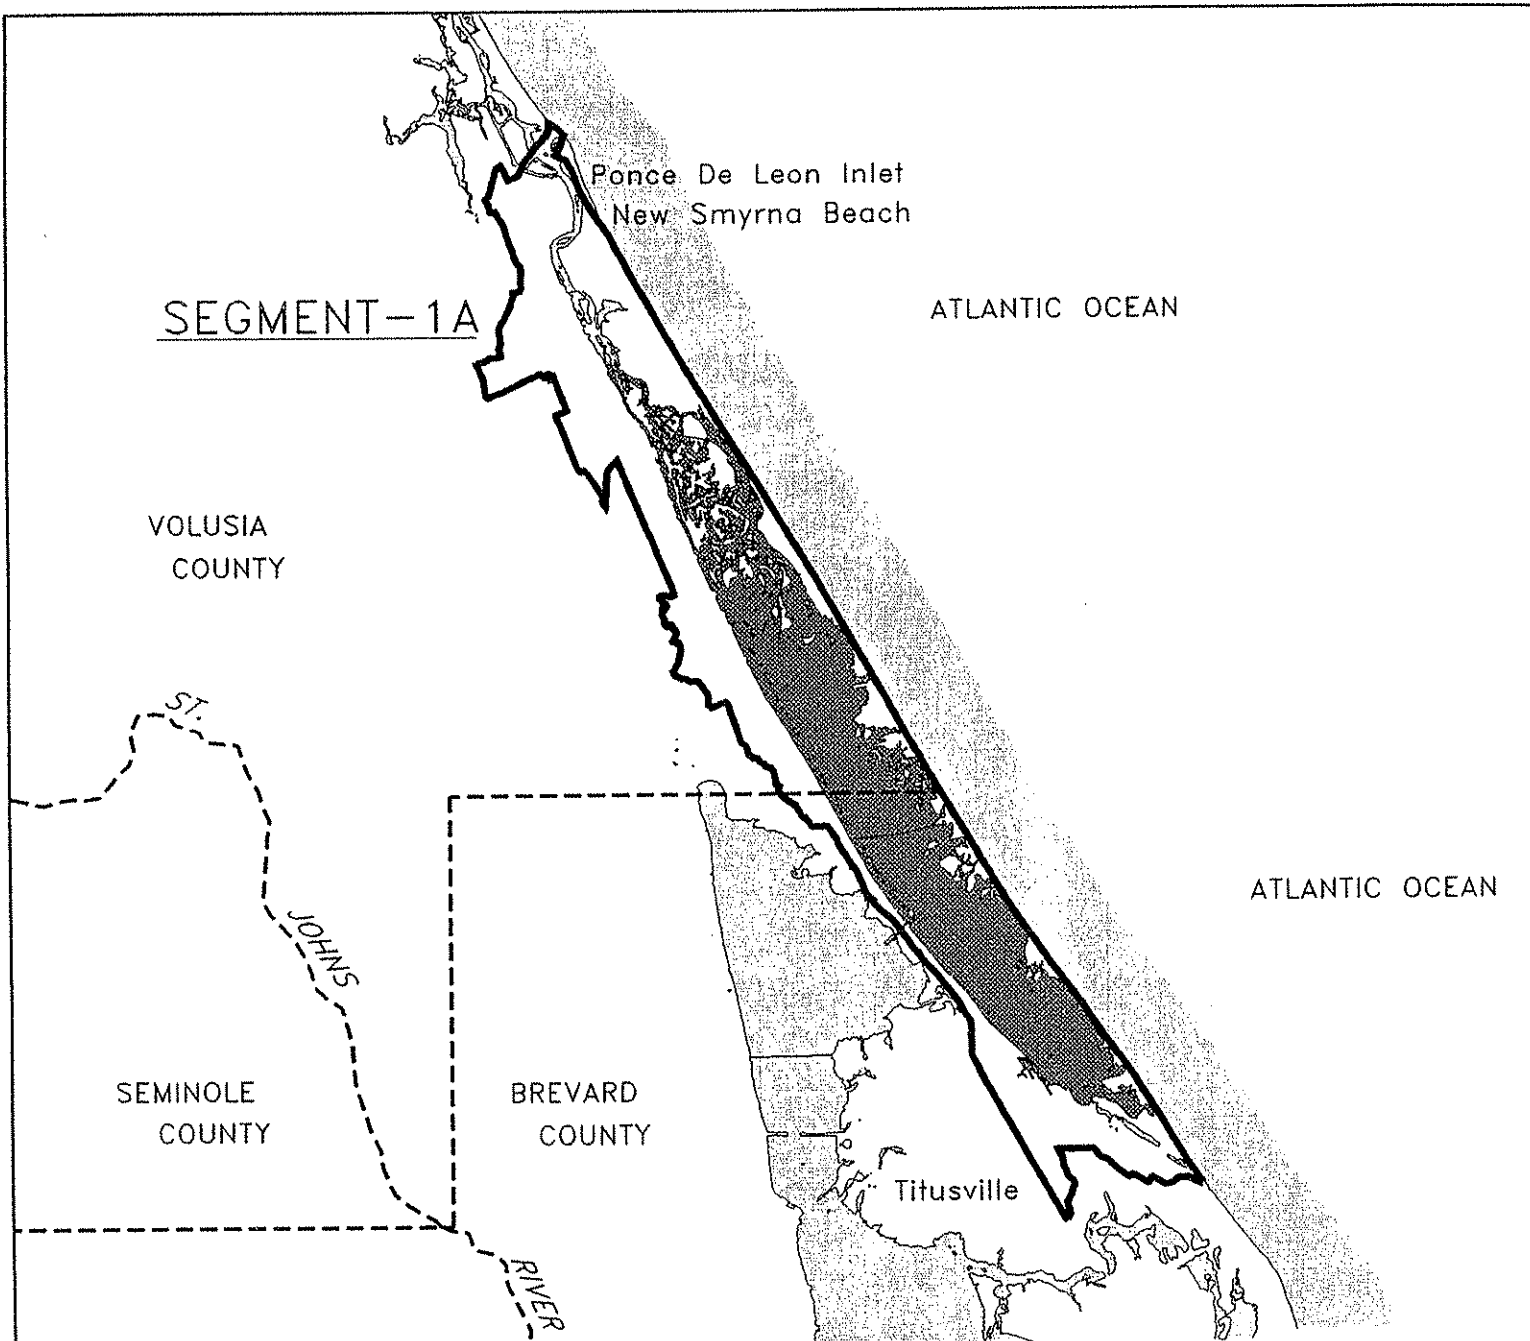 Ponce De Leon Inlet
New Smyrna Beach
SEGMENT-1A
ATLANTIC OCEAN
VOLUSIA
COUNTY
ST.
JOHNS
RIVER
ATLANTIC OCEAN
SEMINOLE
COUNTY
BREVARD
COUNTY
Titusville